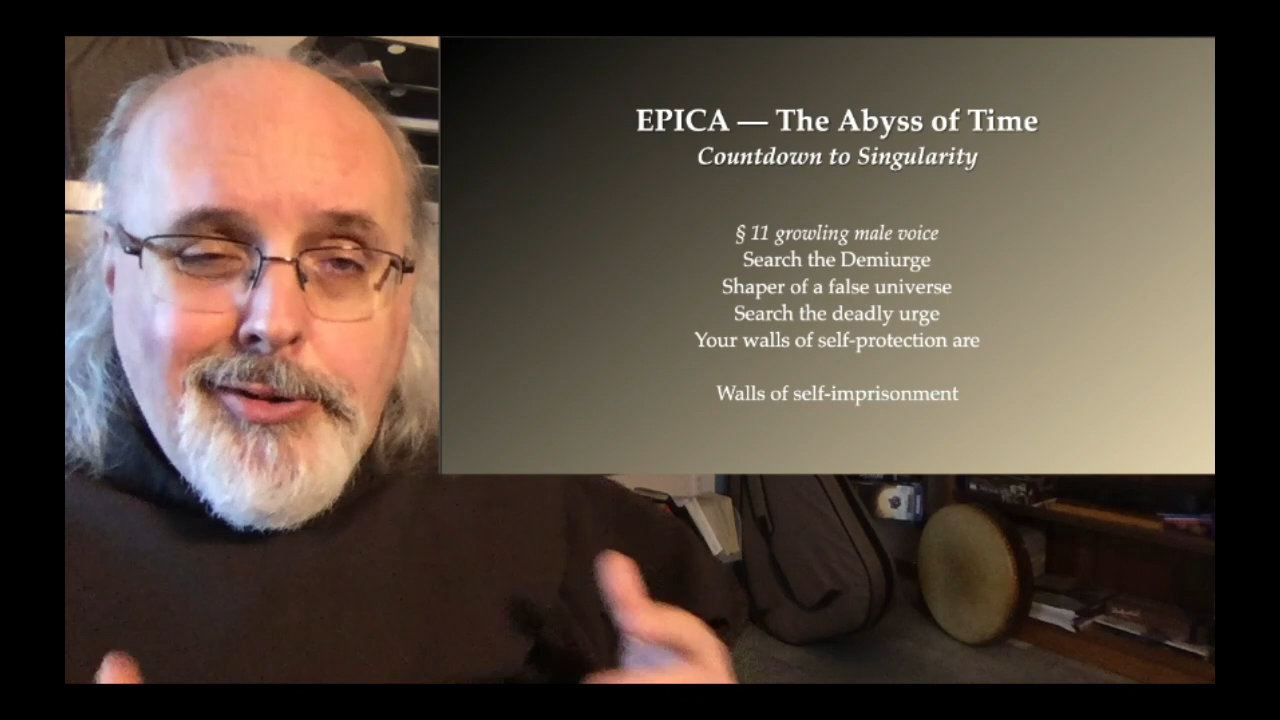 EPICA — The Abyss of Time
Countdown to Singularity
§ 11 growling male voice
Search the Demiurge
Shaper of a false universe
Search the deadly urge
Your walls of self-protection are
Walls of self-imprisonment